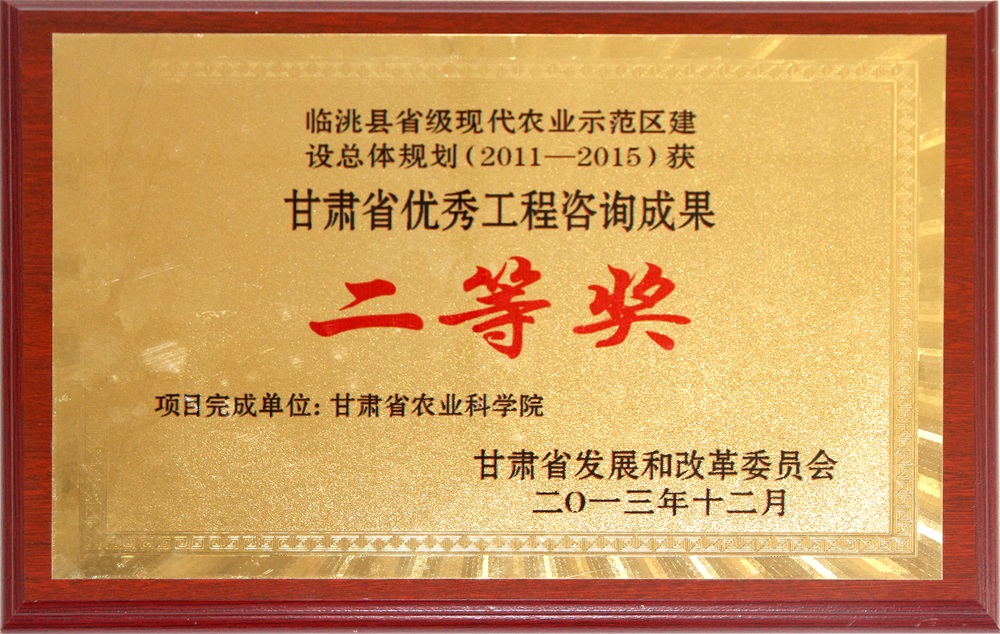 临洮县省级现代农业示范区建
设总体规划(2011—2015)获
甘肃省优秀工程咨询成果
二等奖
项目完成单位: 甘肃省农业科学院
甘肃省发展和改革委员会
二〇一三年十二月